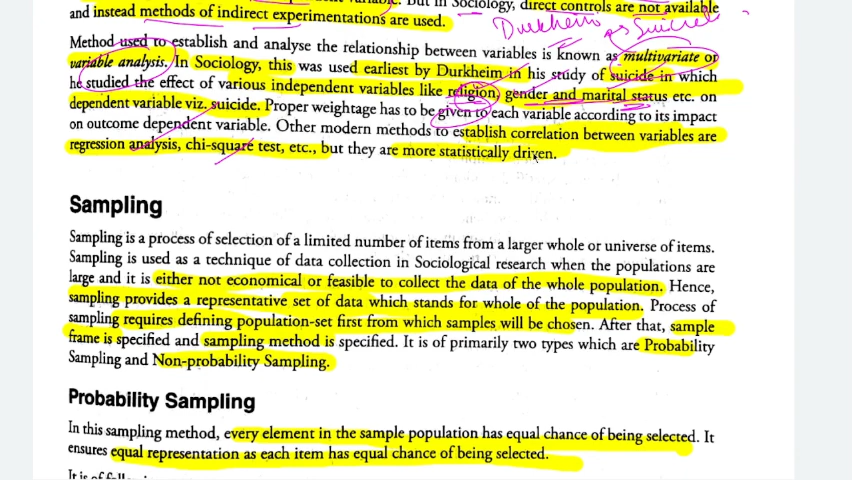 variable. But in Sociology, direct controls are not available
and instead methods of indirect experimentations are used.
Durkheim → Suicide
Method used to establish and analyse the relationship between variables is known as multivariate or
variable analysis. In Sociology, this was used earliest by Durkheim in his study of suicide in which
he studied the effect of various independent variables like religion, gender and marital status etc. on
dependent variable viz. suicide. Proper weightage has to be given to each variable according to its impact
on outcome dependent variable. Other modern methods to establish correlation between variables are
regression analysis, chi-square test, etc., but they are more statistically driven.
Sampling
Sampling is a process of selection of a limited number of items from a larger whole or universe of items.
Sampling is used as a technique of data collection in Sociological research when the populations are
large and it is either not economical or feasible to collect the data of the whole population. Hence,
sampling provides a representative set of data which stands for whole of the population. Process of
sampling requires defining population-set first from which samples will be chosen. After that, sample
frame is specified and sampling method is specified. It is of primarily two types which are Probability
Sampling and Non-probability Sampling.
Probability Sampling
In this sampling method, every element in the sample population has equal chance of being selected. It
ensures equal representation as each item has equal chance of being selected.
It is of